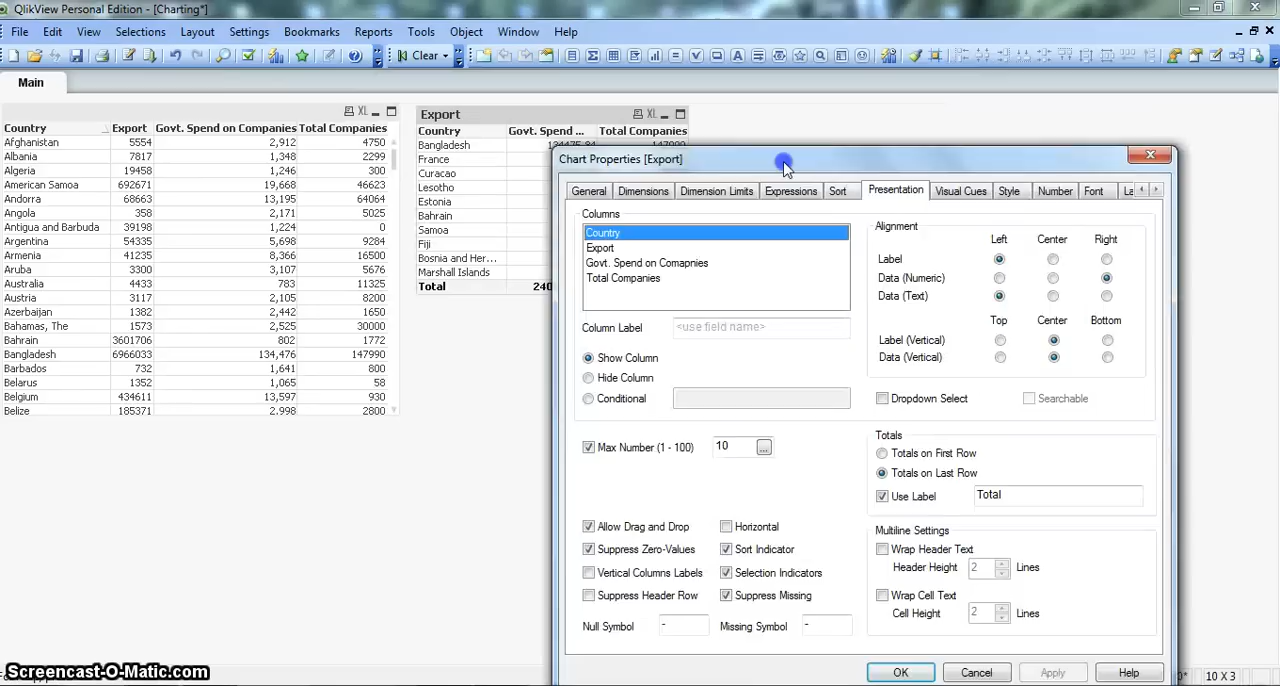 QlikView Personal Edition - [Charting*]
File Edit View Selections Layout Settings Bookmarks Reports Tools Object Window Help
Clear
Main
XL
Country Export Govt. Spend on Companies Total Companies
Afghanistan 5554 2,912 4750
Albania 7817 1,348 2299
Algeria 19458 1,246 300
American Samoa 692671 19,668 46623
Andorra 68663 13,195 64064
Angola 358 2,171 5025
Antigua and Barbuda 39198 1,224 0
Argentina 54335 5,698 9284
Armenia 41235 8,366 16500
Aruba 3300 3,107 5676
Australia 4433 783 11325
Austria 3117 2,105 8200
Azerbaijan 1382 2,442 1650
Bahamas, The 1573 2,525 30000
Bahrain 3601706 802 1772
Bangladesh 6966033 134,476 147990
Barbados 732 1,641 800
Belarus 1352 1,065 58
Belgium 434611 13,597 930
Belize 185371 2,998 2800
Export XL
Country Govt. Spend ... Total Companies
Bangladesh 134475.84 147990
France
Curacao
Lesotho
Estonia
Bahrain
Samoa
Fiji
Bosnia and Her...
Marshall Islands
Total 240
Chart Properties [Export]
General Dimensions Dimension Limits Expressions Sort Presentation Visual Cues Style Number Font La
Columns
Country
Export
Govt. Spend on Comapnies
Total Companies
Column Label <use field name>
Show Column
Hide Column
Conditional
Alignment
Left Center Right
Label
Data (Numeric)
Data (Text)
Top Center Bottom
Label (Vertical)
Data (Vertical)
Dropdown Select Searchable
Max Number (1 - 100) 10 ...
Totals
Totals on First Row
Totals on Last Row
Use Label Total
Allow Drag and Drop Horizontal
Suppress Zero-Values Sort Indicator
Vertical Columns Labels Selection Indicators
Suppress Header Row Suppress Missing
Null Symbol - Missing Symbol -
Multiline Settings
Wrap Header Text
Header Height 2 Lines
Wrap Cell Text
Cell Height 2 Lines
OK Cancel Apply Help
Screencast-O-Matic.com
0* 10 X 3